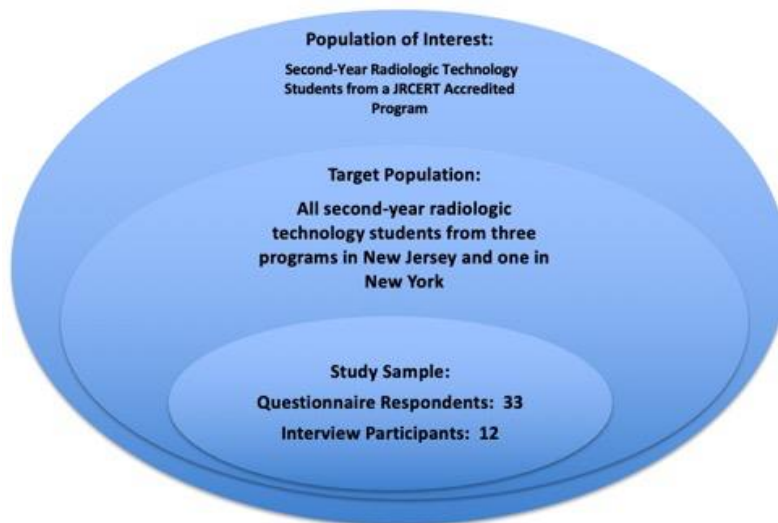 Population of Interest:
Second-Year Radiologic Technology
Students from a JRCERT Accredited
Program
Target Population:
All second-year radiologic
technology students from three
programs in New Jersey and one in
New York
Study Sample:
Questionnaire Respondents: 33
Interview Participants: 12